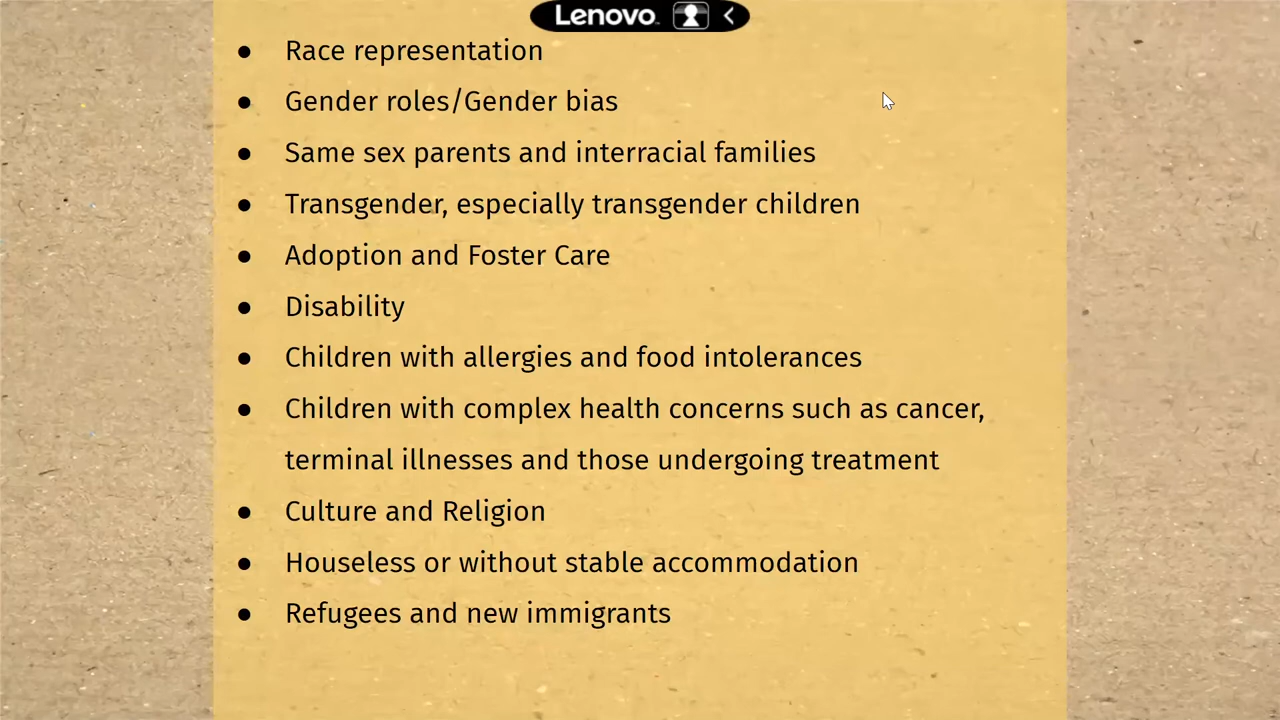 Lenovo
Race representation
Gender roles/Gender bias
Same sex parents and interracial families
Transgender, especially transgender children
Adoption and Foster Care
Disability
Children with allergies and food intolerances
Children with complex health concerns such as cancer,
terminal illnesses and those undergoing treatment
Culture and Religion
Houseless or without stable accommodation
Refugees and new immigrants